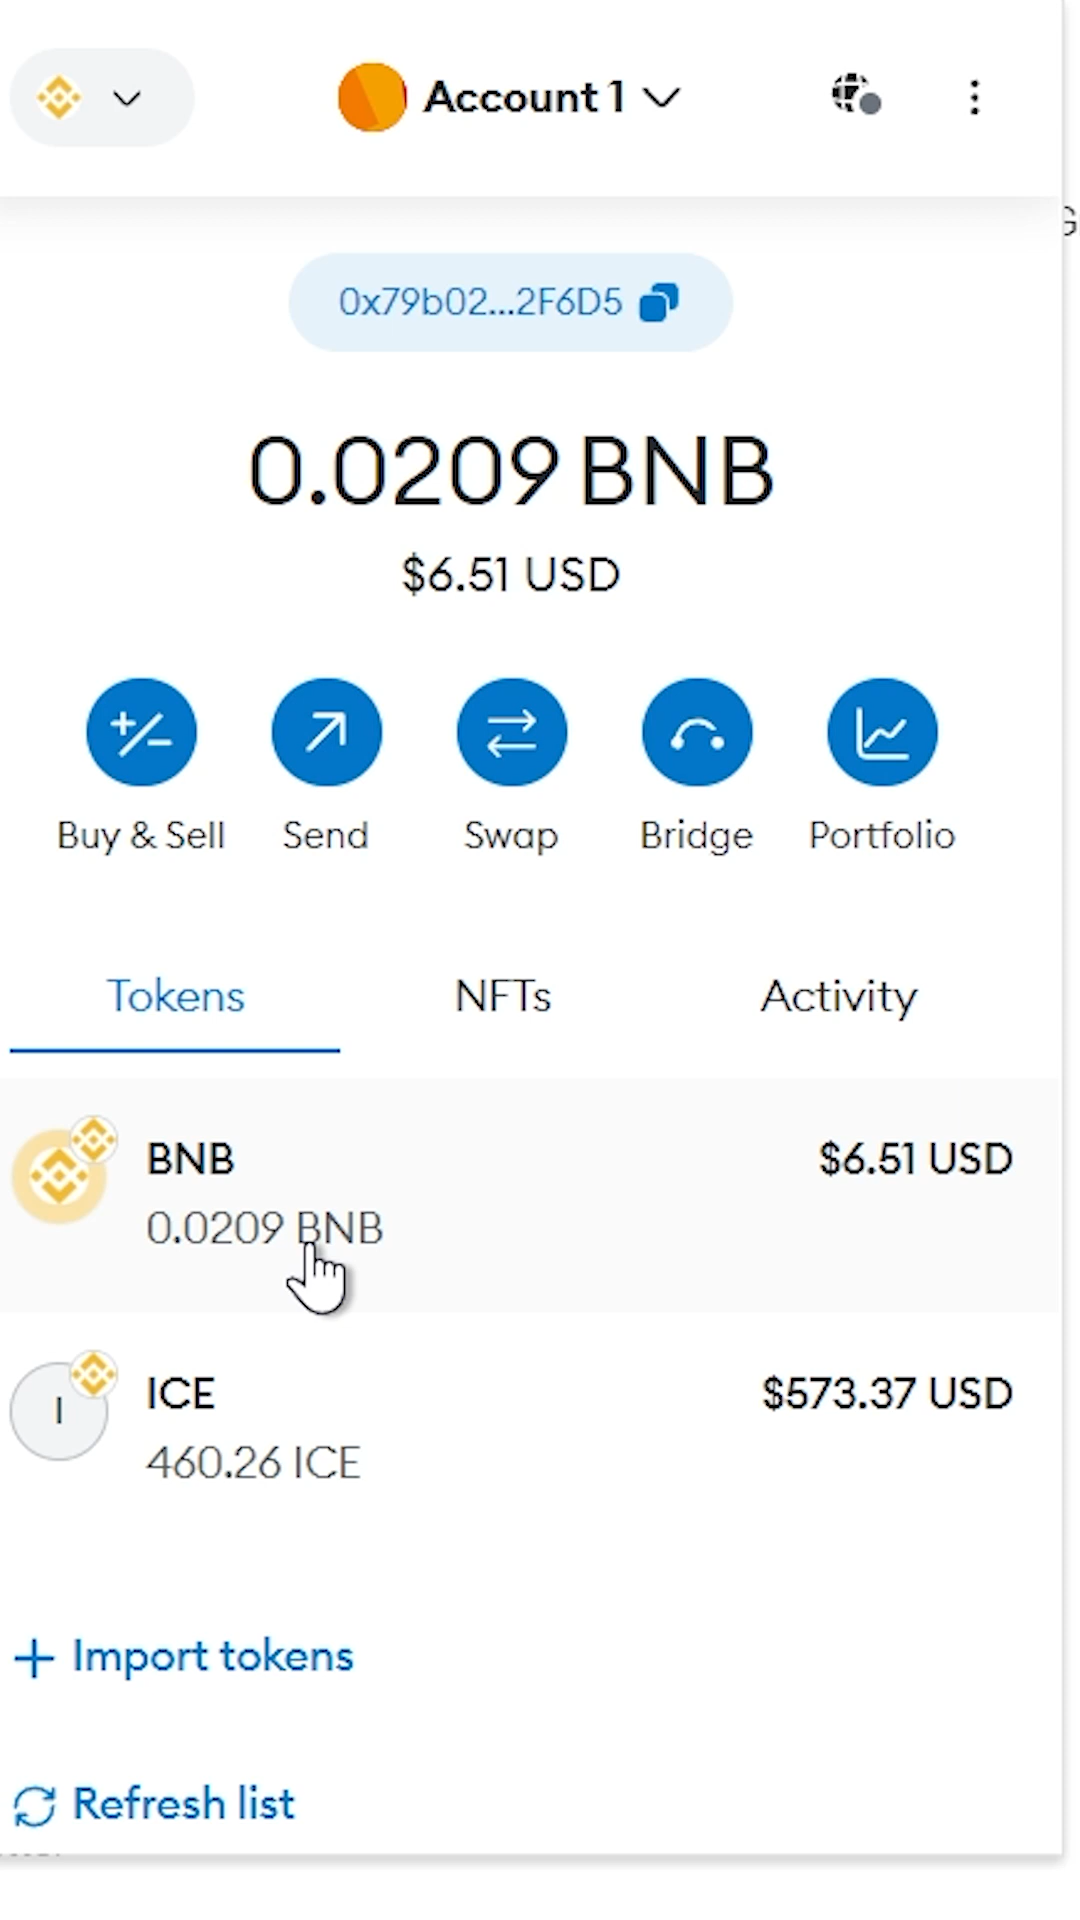 Account 1
0x79b02...2F6D5
0.0209 BNB
$6.51 USD
Buy & Sell
Send
Swap
Bridge
Portfolio
Tokens
NFTs
Activity
BNB
$6.51 USD
0.0209 BNB
I
ICE
$573.37 USD
460.26 ICE
Import tokens
Refresh list